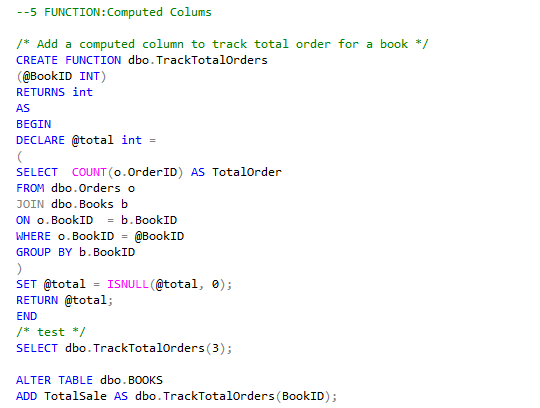 --5 FUNCTION:Computed Colums
/* Add a computed column to track total order for a book */
CREATE FUNCTION dbo.TrackTotalOrders
(@BookID INT)
RETURNS int
AS
BEGIN
DECLARE @total int =
(
SELECT  COUNT(o.OrderID) AS TotalOrder
FROM dbo.Orders o
JOIN dbo.Books b
ON o.BookID  = b.BookID
WHERE o.BookID = @BookID
GROUP BY b.BookID
)
SET @total = ISNULL(@total, 0);
RETURN @total;
END
/* test */
SELECT dbo.TrackTotalOrders(3);
ALTER TABLE dbo.BOOKS
ADD TotalSale AS dbo.TrackTotalOrders(BookID);